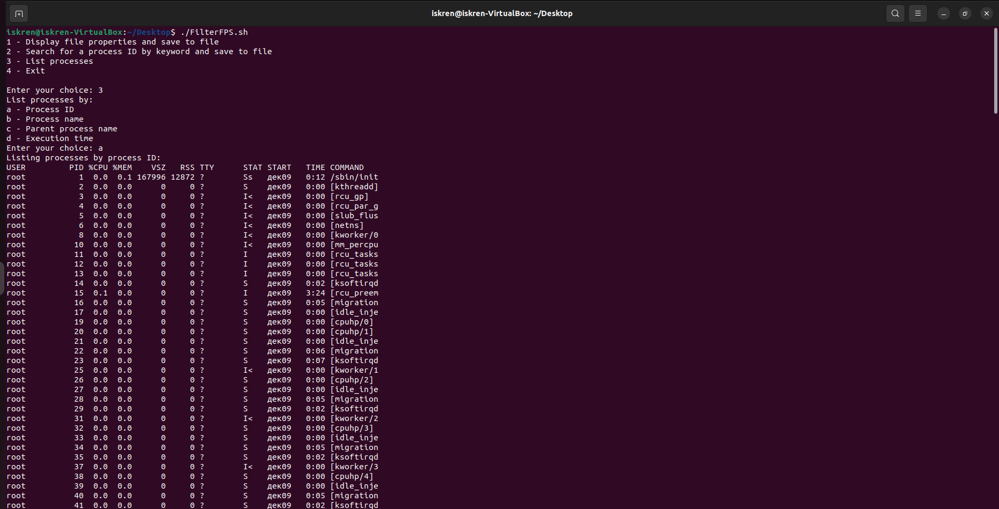 iskren@iskren-VirtualBox: ~/Desktop
iskren@iskren-VirtualBox:~/Desktop$ ./FilterFPS.sh
1 - Display file properties and save to file
2 - Search for a process ID by keyword and save to file
3 - List processes
4 - Exit
Enter your choice: 3
List processes by:
a - Process ID
b - Process name
c - Parent process name
d - Execution time
Enter your choice: a
Listing processes by process ID:
USER         PID %CPU %MEM    VSZ   RSS TTY      STAT START   TIME COMMAND
root           1  0.0  0.1 167996 12872 ?        Ss   дек09   0:12 /sbin/init
root           2  0.0  0.0      0     0 ?        S    дек09   0:00 [kthreadd]
root           3  0.0  0.0      0     0 ?        I<   дек09   0:00 [rcu_gp]
root           4  0.0  0.0      0     0 ?        I<   дек09   0:00 [rcu_par_g
root           5  0.0  0.0      0     0 ?        I<   дек09   0:00 [slub_flus
root           6  0.0  0.0      0     0 ?        I<   дек09   0:00 [netns]
root           8  0.0  0.0      0     0 ?        I<   дек09   0:00 [kworker/0
root          10  0.0  0.0      0     0 ?        I<   дек09   0:00 [mm_percpu
root          11  0.0  0.0      0     0 ?        I    дек09   0:00 [rcu_tasks
root          12  0.0  0.0      0     0 ?        I    дек09   0:00 [rcu_tasks
root          13  0.0  0.0      0     0 ?        I    дек09   0:00 [rcu_tasks
root          14  0.0  0.0      0     0 ?        S    дек09   0:02 [ksoftirqd
root          15  0.1  0.0      0     0 ?        I    дек09   3:24 [rcu_preem
root          16  0.0  0.0      0     0 ?        S    дек09   0:05 [migration
root          17  0.0  0.0      0     0 ?        S    дек09   0:00 [idle_inje
root          19  0.0  0.0      0     0 ?        S    дек09   0:00 [cpuhp/0]
root          20  0.0  0.0      0     0 ?        S    дек09   0:00 [cpuhp/1]
root          21  0.0  0.0      0     0 ?        S    дек09   0:00 [idle_inje
root          22  0.0  0.0      0     0 ?        S    дек09   0:06 [migration
root          23  0.0  0.0      0     0 ?        S    дек09   0:07 [ksoftirqd
root          25  0.0  0.0      0     0 ?        I<   дек09   0:00 [kworker/1
root          26  0.0  0.0      0     0 ?        S    дек09   0:00 [cpuhp/2]
root          27  0.0  0.0      0     0 ?        S    дек09   0:00 [idle_inje
root          28  0.0  0.0      0     0 ?        S    дек09   0:05 [migration
root          29  0.0  0.0      0     0 ?        S    дек09   0:02 [ksoftirqd
root          31  0.0  0.0      0     0 ?        I<   дек09   0:00 [kworker/2
root          32  0.0  0.0      0     0 ?        S    дек09   0:00 [cpuhp/3]
root          33  0.0  0.0      0     0 ?        S    дек09   0:00 [idle_inje
root          34  0.0  0.0      0     0 ?        S    дек09   0:05 [migration
root          35  0.0  0.0      0     0 ?        S    дек09   0:02 [ksoftirqd
root          37  0.0  0.0      0     0 ?        I<   дек09   0:00 [kworker/3
root          38  0.0  0.0      0     0 ?        S    дек09   0:00 [cpuhp/4]
root          39  0.0  0.0      0     0 ?        S    дек09   0:00 [idle_inje
root          40  0.0  0.0      0     0 ?        S    дек09   0:05 [migration
root          41  0.0  0.0      0     0 ?        S    дек09   0:02 [ksoftirqd